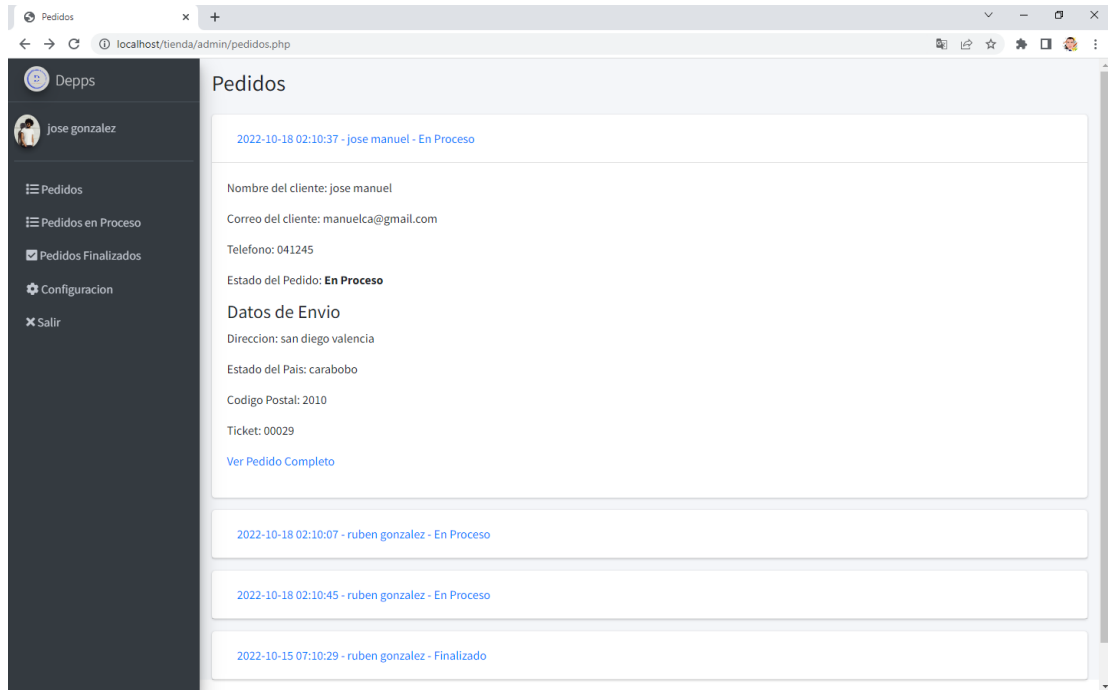 Pedidos
localhost/tienda/admin/pedidos.php
Depps
jose gonzalez
Pedidos
Pedidos en Proceso
Pedidos Finalizados
Configuracion
Salir
Pedidos
2022-10-18 02:10:37 - jose manuel - En Proceso
Nombre del cliente: jose manuel
Correo del cliente: manuelca@gmail.com
Telefono: 041245
Estado del Pedido: En Proceso
Datos de Envio
Direccion: san diego valencia
Estado del Pais: carabobo
Codigo Postal: 2010
Ticket: 00029
Ver Pedido Completo
2022-10-18 02:10:07 - ruben gonzalez - En Proceso
2022-10-18 02:10:45 - ruben gonzalez - En Proceso
2022-10-15 07:10:29 - ruben gonzalez - Finalizado